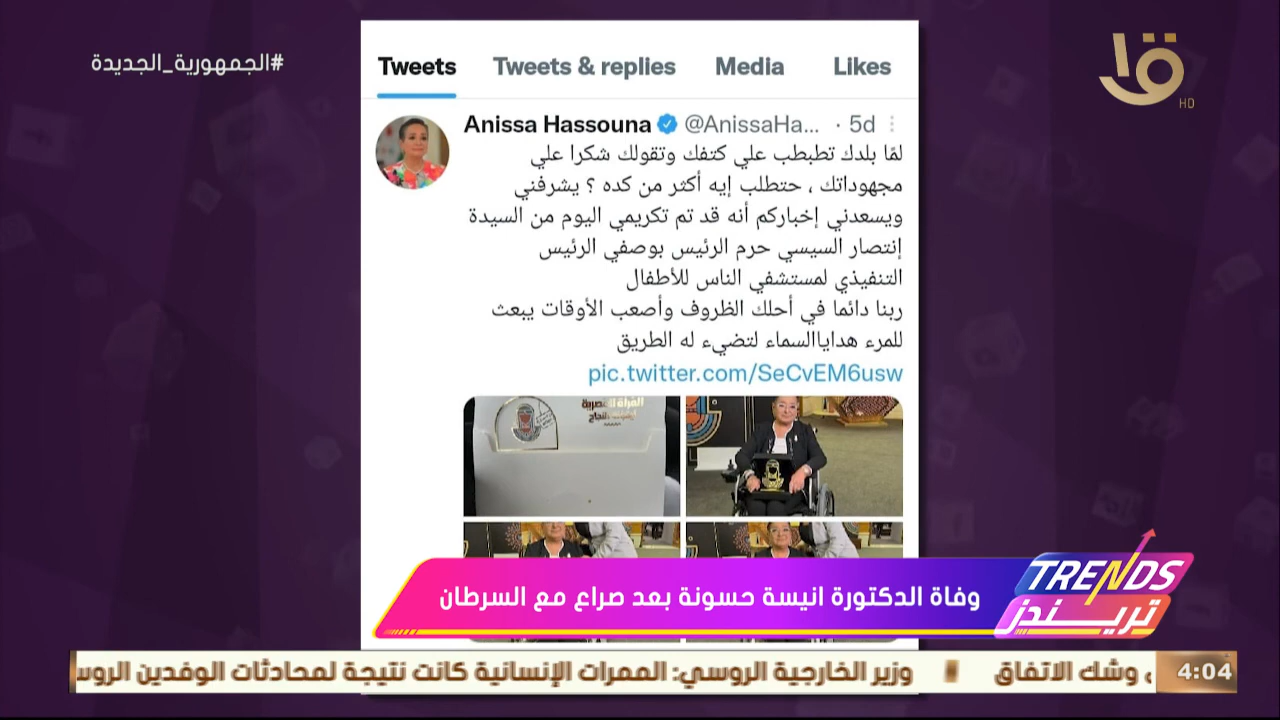 #الجمهورية_الجديدة
HD
Tweets Tweets & replies Media Likes
Anissa Hassouna @AnissaHa... · 5d
لمّا بلدك تطبطب علي كتفك وتقولك شكرا علي
مجهوداتك ، حتطلب إيه أكثر من كده ؟ يشرفني
ويسعدني إخباركم أنه قد تم تكريمي اليوم من السيدة
إنتصار السيسي حرم الرئيس بوصفي الرئيس
التنفيذي لمستشفي الناس للأطفال
ربنا دائما في أحلك الظروف وأصعب الأوقات يبعث
للمرء هداياالسماء لتضيء له الطريق
pic.twitter.com/SeCvEM6usw
المرأة المصرية
TRENDS
تريندز
وفاة الدكتورة انيسة حسونة بعد صراع مع السرطان
وشك الاتفاق وزير الخارجية الروسي: الممرات الإنسانية كانت نتيجة لمحادثات الوفدين الروس
4:04